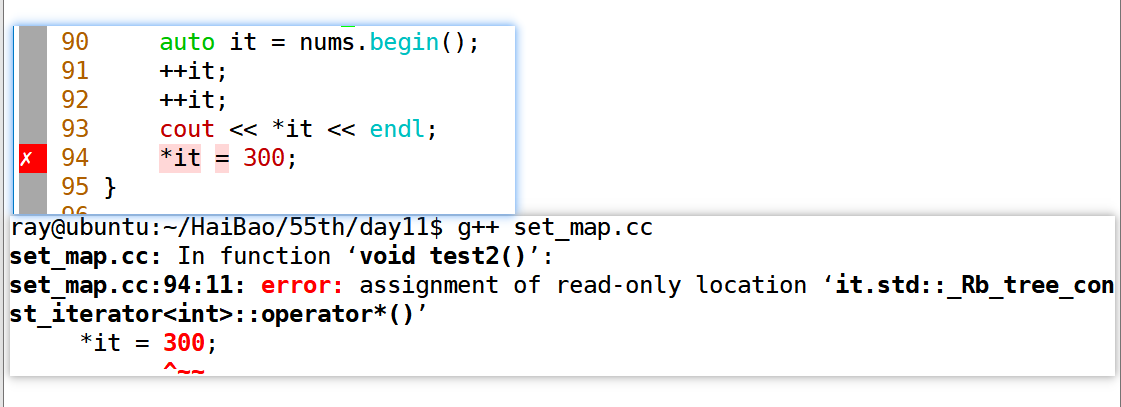 90     auto it = nums.begin();
91     ++it;
92     ++it;
93     cout << *it << endl;
✗ 94     *it = 300;
95 }
96
ray@ubuntu:~/HaiBao/55th/day11$ g++ set_map.cc
set_map.cc: In function ‘void test2()’:
set_map.cc:94:11: error: assignment of read-only location ‘it.std::_Rb_tree_con
st_iterator<int>::operator*()’
     *it = 300;
           ^~~